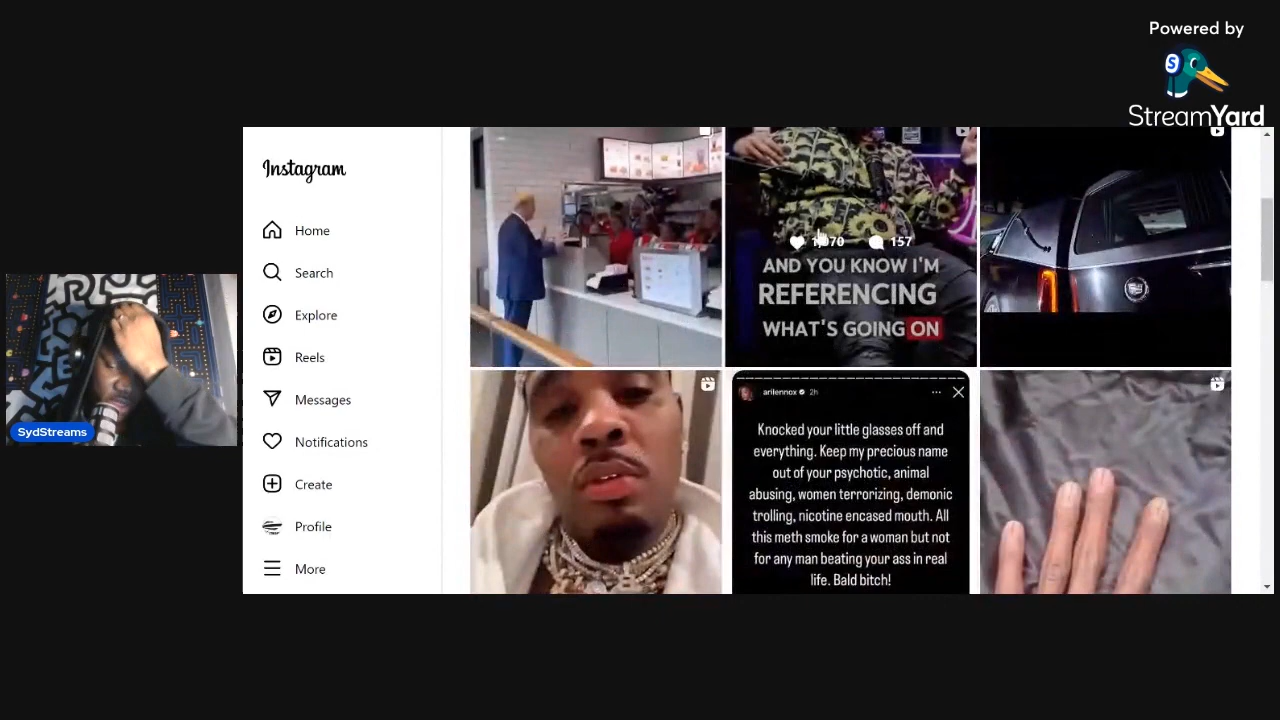 Powered by
S
StreamYard
Instagram
Home
Search
Explore
Reels
Messages
Notifications
Create
Profile
More
SydStreams
157
AND YOU KNOW I'M
REFERENCING
WHAT'S GOING ON
arilennox 2h
Knocked your little glasses off and
everything. Keep my precious name
out of your psychotic, animal
abusing, women terrorizing, demonic
trolling, nicotine encased mouth. All
this meth smoke for a woman but not
for any man beating your ass in real
life. Bald bitch!